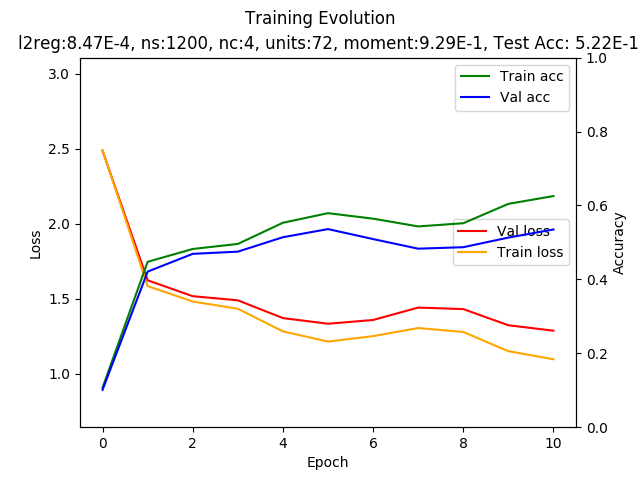 Training Evolution
l2reg:8.47E-4, ns:1200, nc:4, units:72, moment:9.29E-1, Test Acc: 5.22E-1
Train acc
Val acc
Val loss
Train loss
Loss
3.0
2.5
2.0
1.5
1.0
Accuracy
1.0
0.8
0.6
0.4
0.2
0.0
0 2 4 6 8 10
Epoch